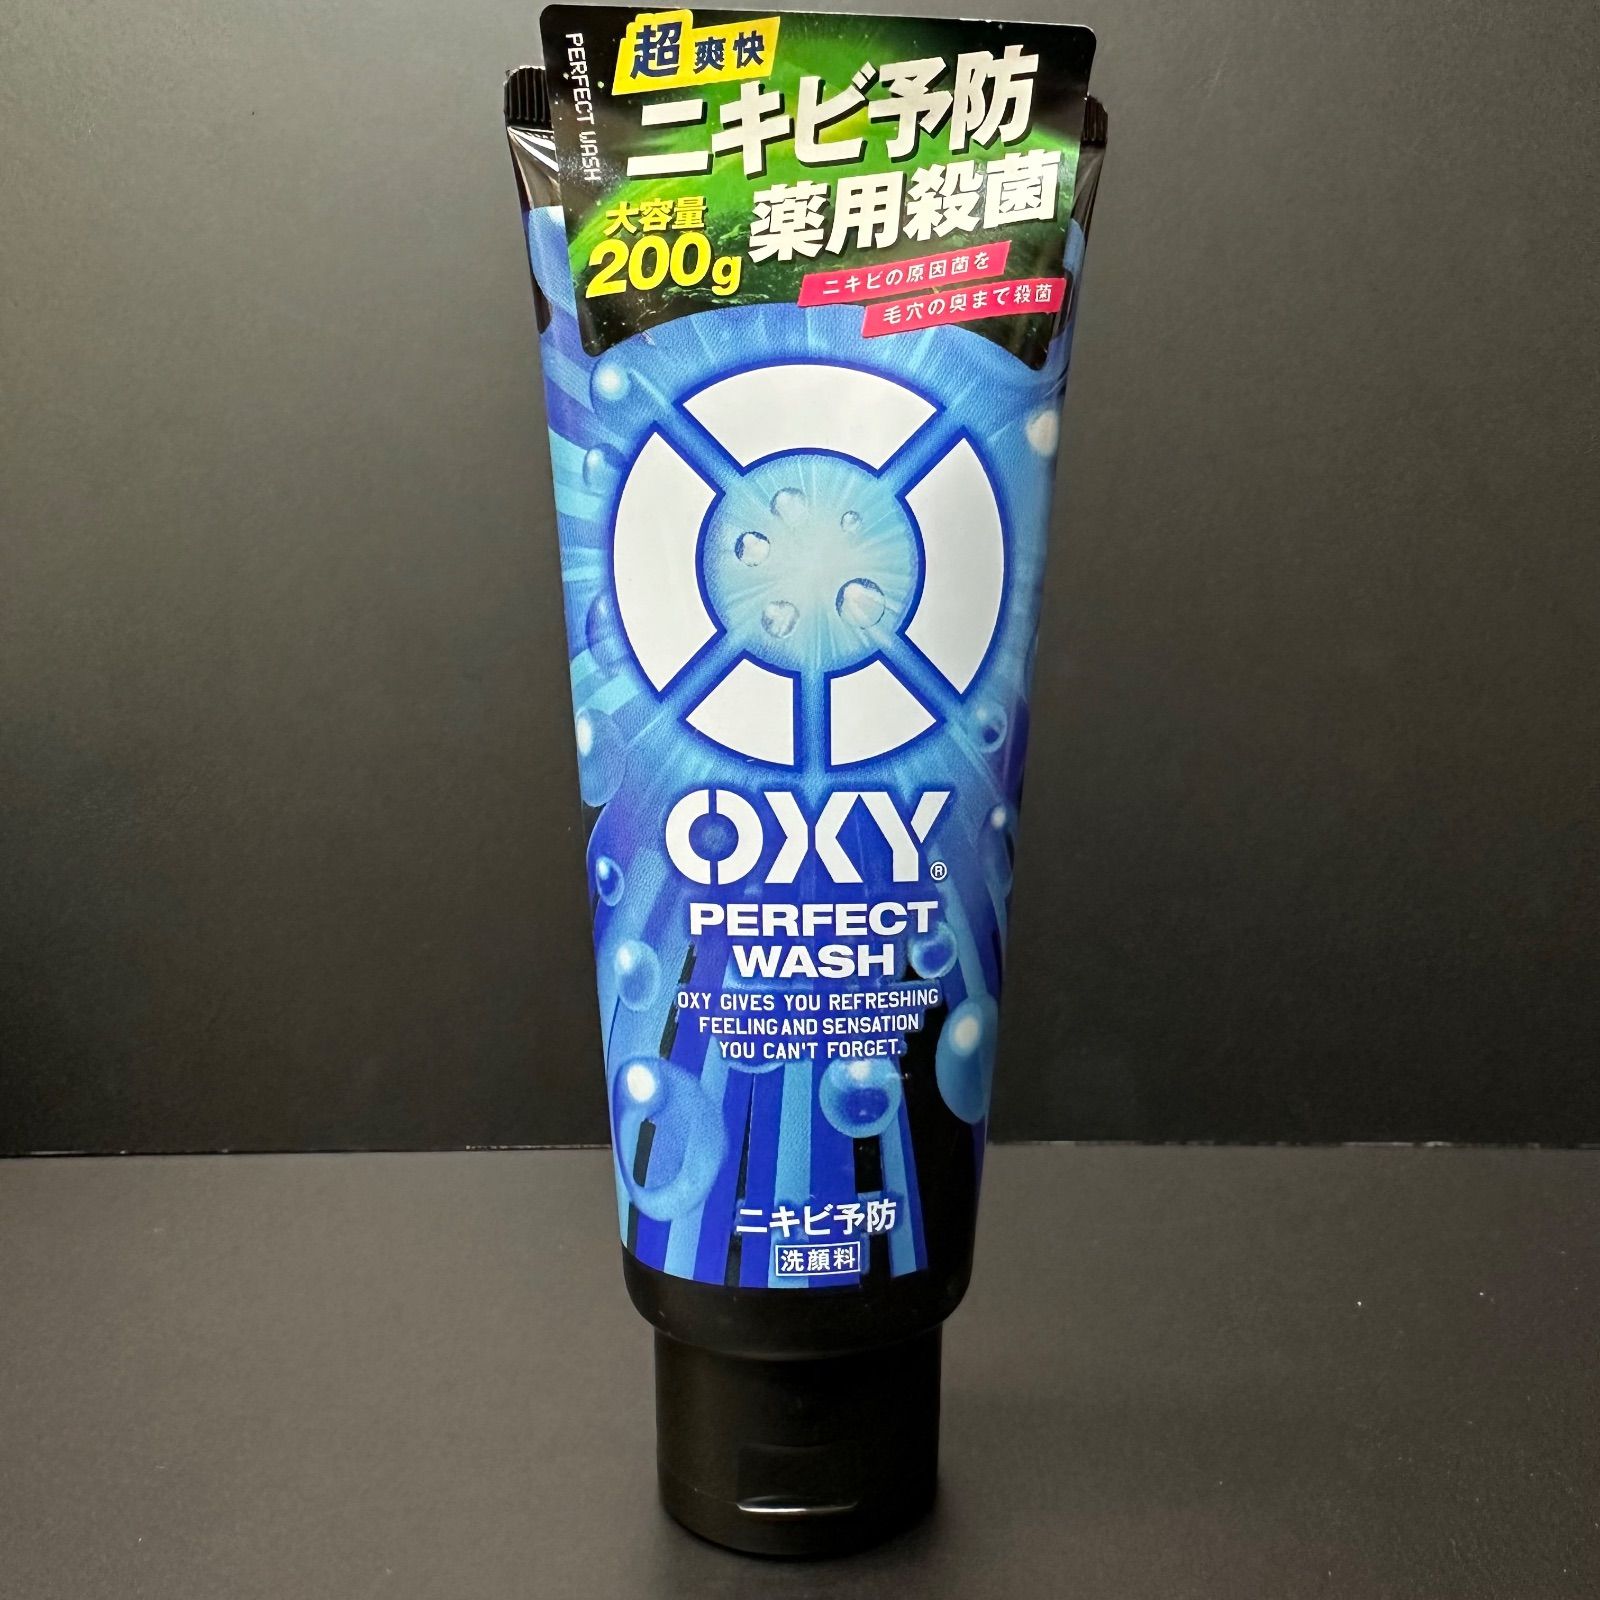 PERFECT WASH
超爽快
ニキビ予防
薬用殺菌
大容量
200g
ニキビの原因菌を
毛穴の奥まで殺菌
OXY®
PERFECT
WASH
OXY GIVES YOU REFRESHING
FEELING AND SENSATION
YOU CAN'T FORGET.
ニキビ予防
洗顔料